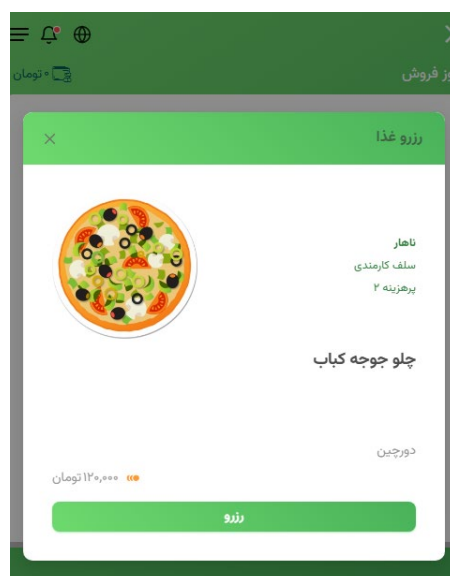 ۰ تومان
وز فروش
رزرو غذا
ناهار
سلف کارمندی
پرهزینه ۲
چلو جوجه کباب
دورچین
۱۲۰,۰۰۰ تومان
رزرو